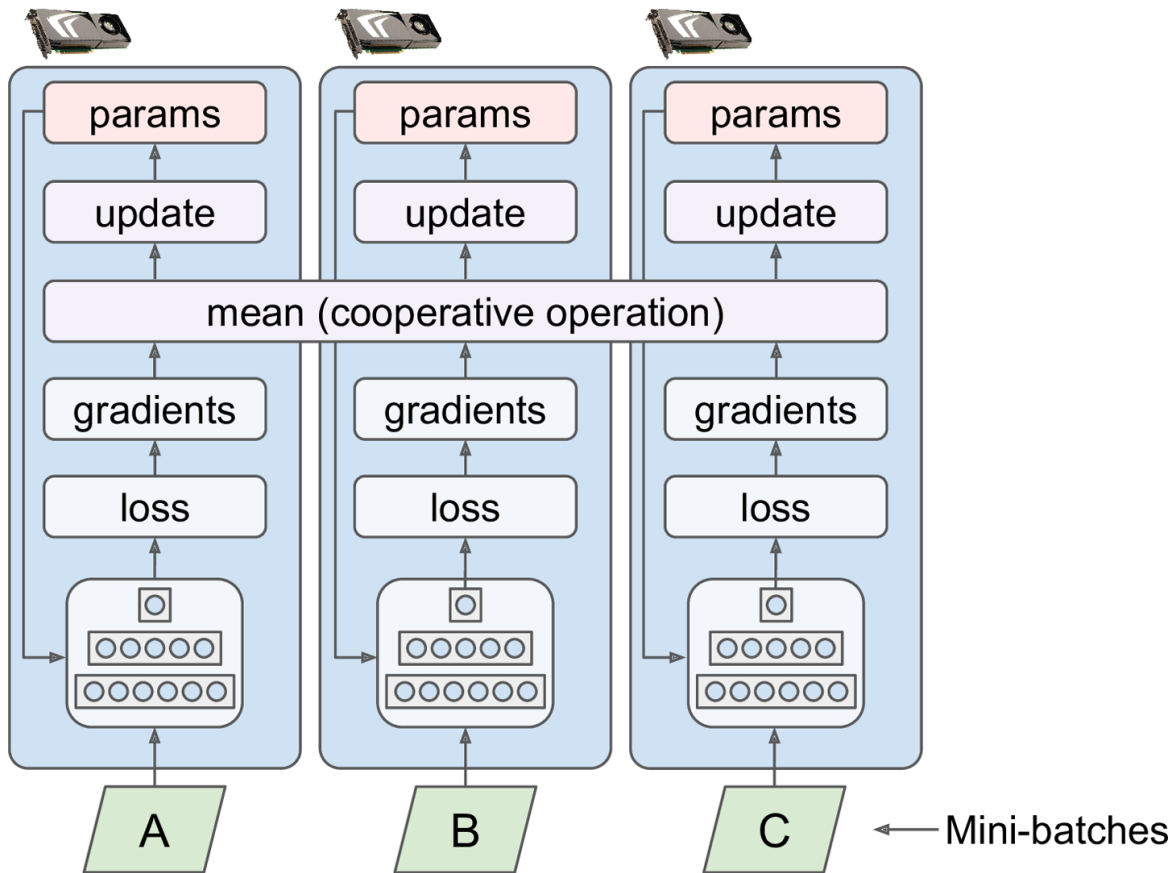 params params params
update update update
mean (cooperative operation)
gradients gradients gradients
loss loss loss
A B C
Mini-batches